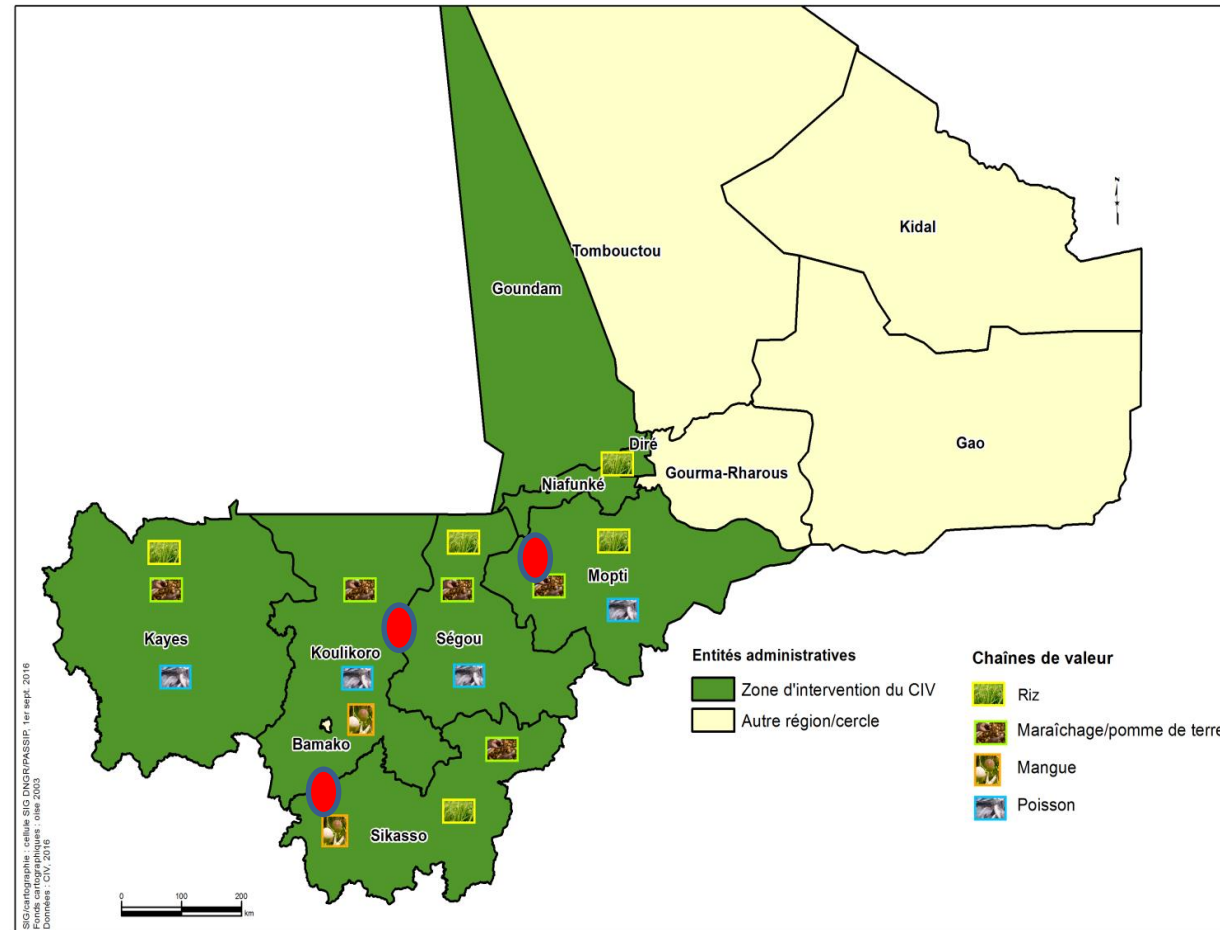 Kidal
Tombouctou
Goundam
Diré
Gao
Gourma-Rharous
Niafunké
Mopti
Kayes
Ségou
Koulikoro
Bamako
Sikasso
N
Entités administratives
Zone d'intervention du CIV
Autre région/cercle
Chaînes de valeur
Riz
Maraîchage/pomme de terre
Mangue
Poisson
0 100 200
km
SIG/cartographie : cellule SIG DNGR/PASSIP, 1er sept. 2016
Fonds cartographiques : oise 2003
Données : CIV, 2016